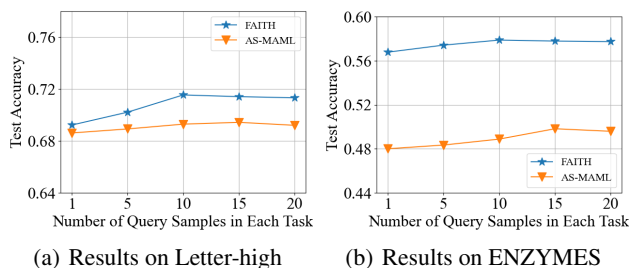 FAITH
AS-MAML
0.76
0.72
0.68
0.64
Test Accuracy
1 5 10 15 20
Number of Query Samples in Each Task
(a) Results on Letter-high
0.60
0.56
0.52
0.48
0.44
Test Accuracy
FAITH
AS-MAML
1 5 10 15 20
Number of Query Samples in Each Task
(b) Results on ENZYMES